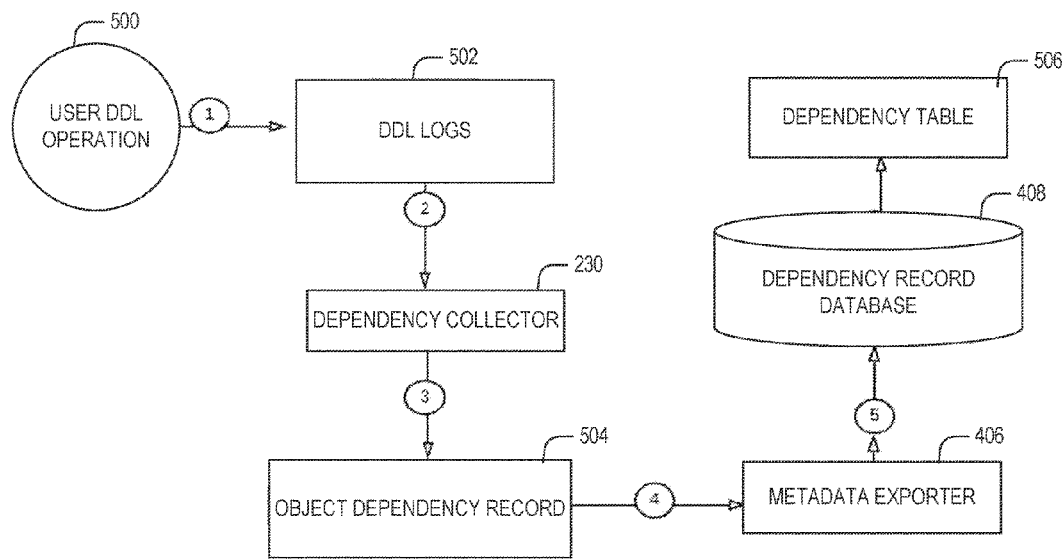 500
USER DDL
OPERATION
1
502
DDL LOGS
2
230
DEPENDENCY COLLECTOR
3
504
OBJECT DEPENDENCY RECORD
4
406
METADATA EXPORTER
5
408
DEPENDENCY RECORD
DATABASE
506
DEPENDENCY TABLE